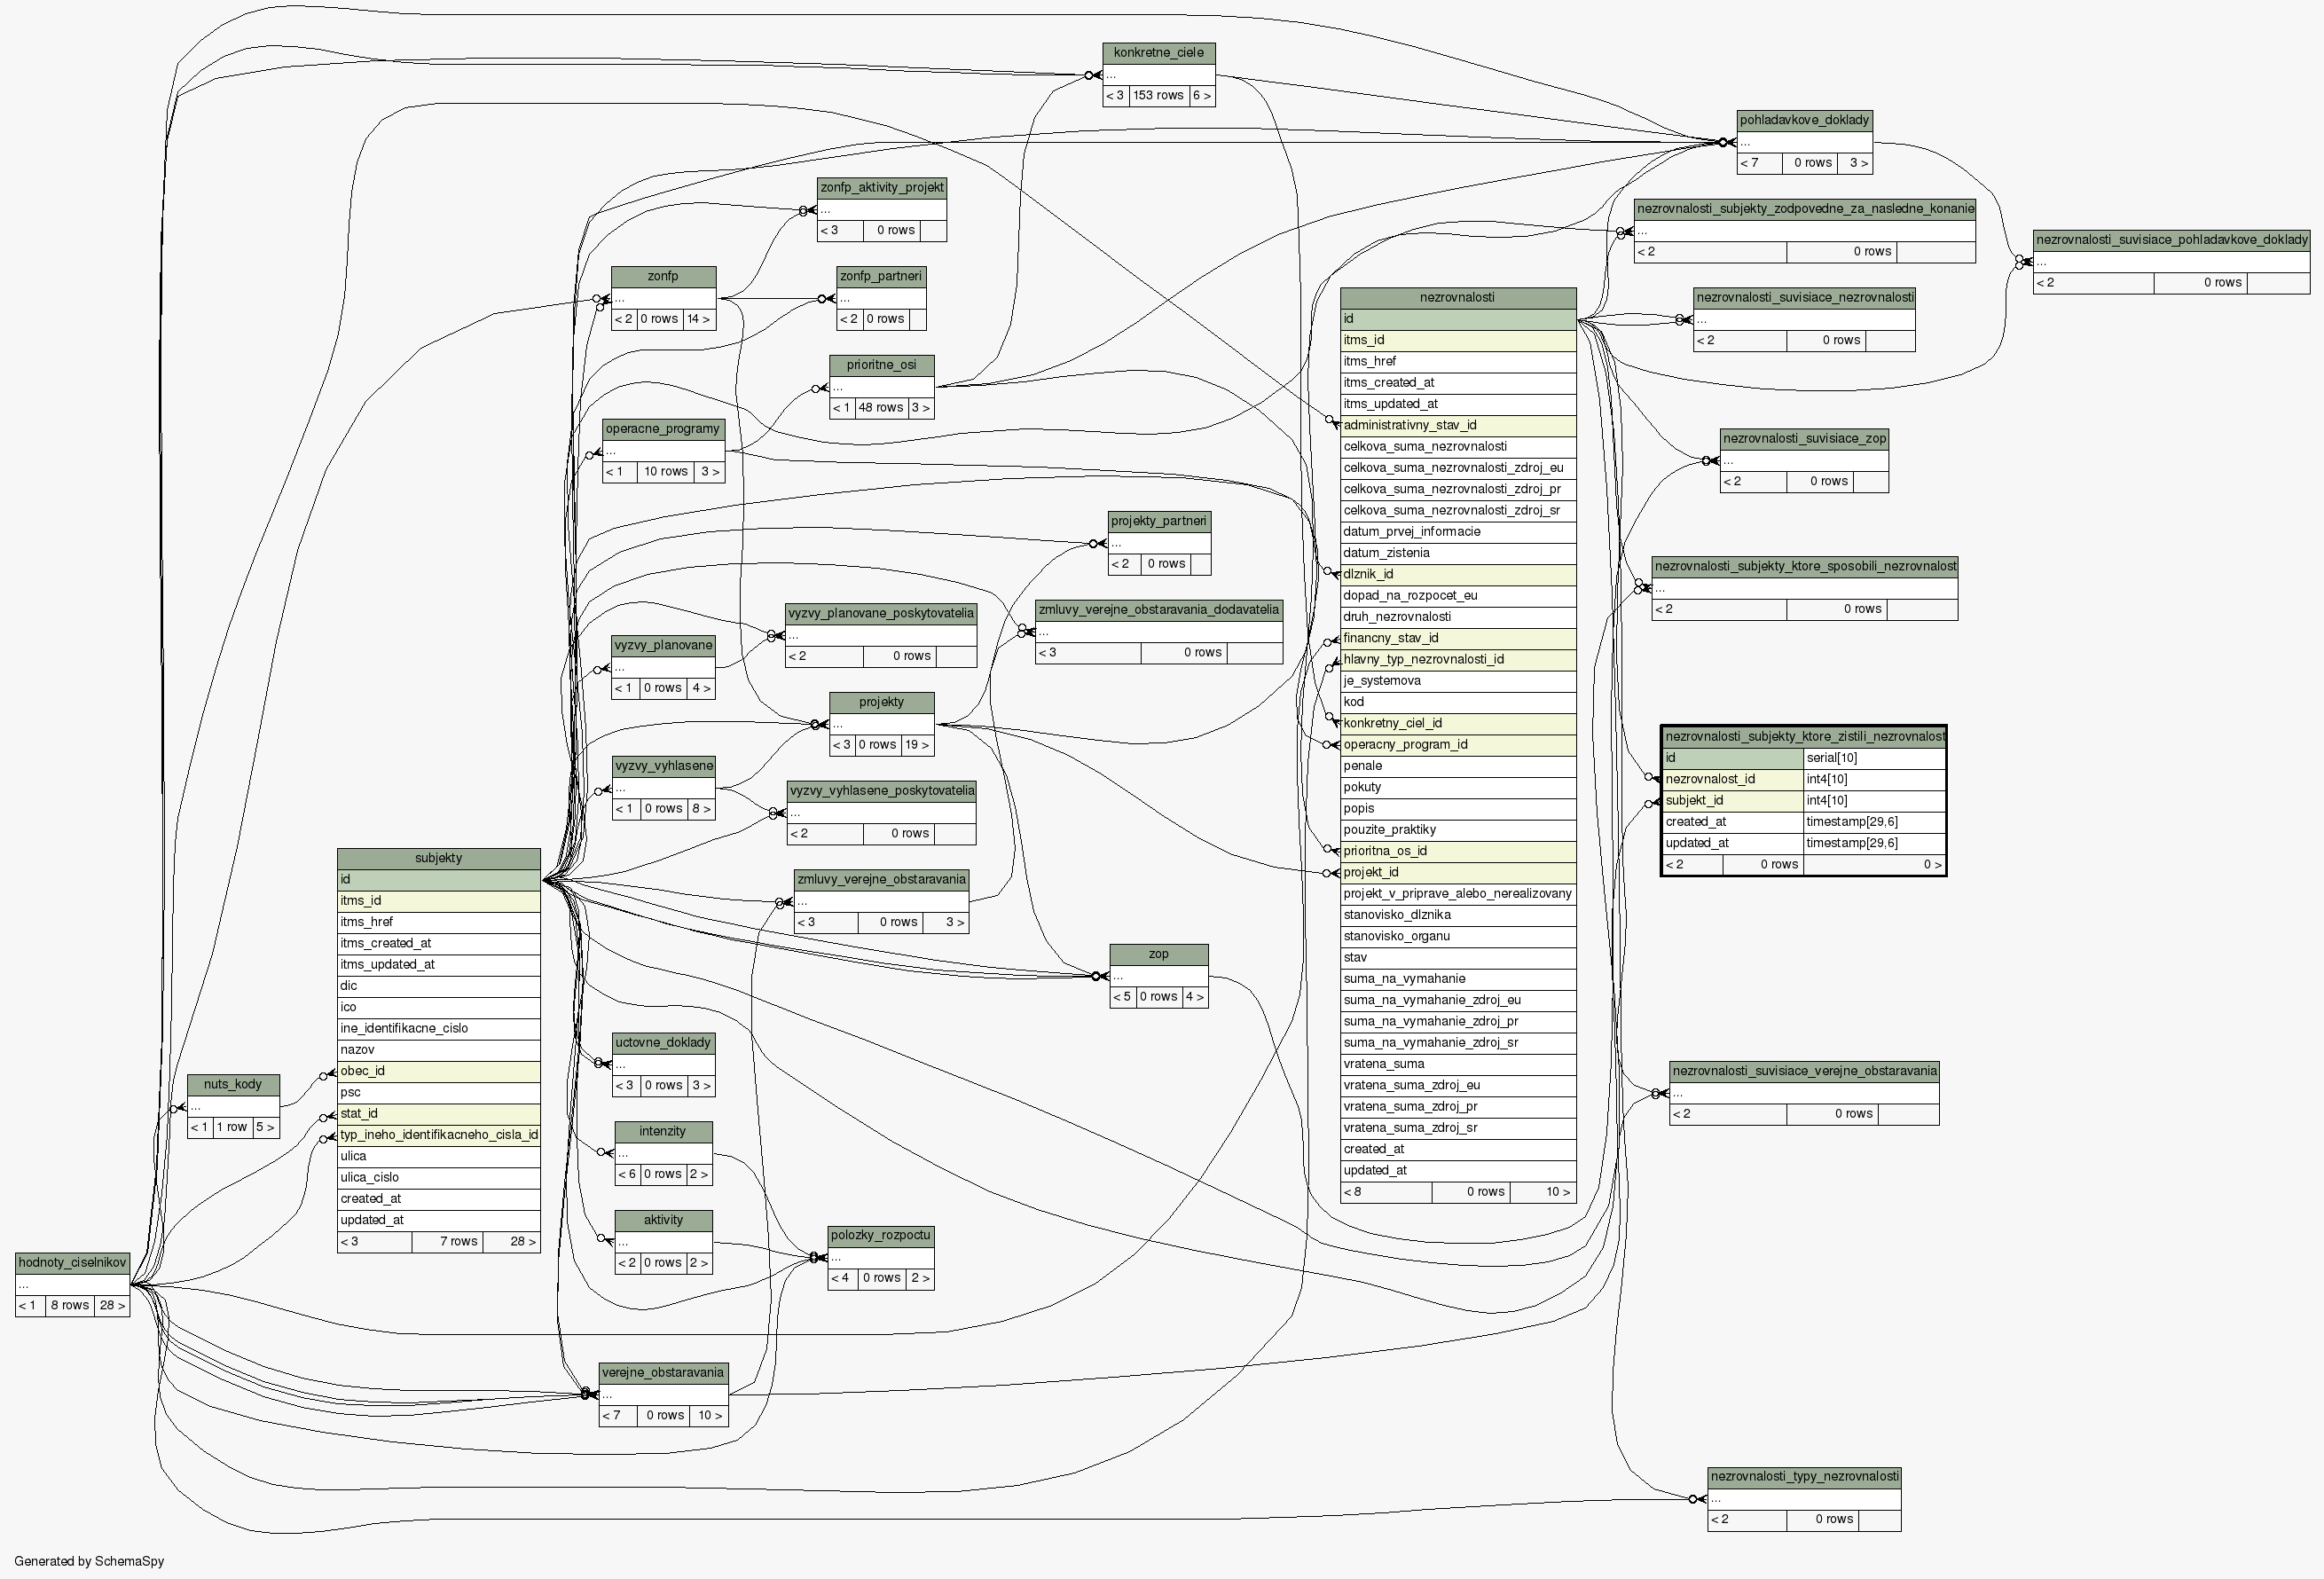 konkretne_ciele
...
< 3 153 rows 6 >
pohladavkove_doklady
...
< 7 0 rows 3 >
zonfp_aktivity_projekt
...
< 3 0 rows
nezrovnalosti_subjekty_zodpovedne_za_nasledne_konanie
...
< 2 0 rows
nezrovnalosti_suvisiace_pohladavkove_doklady
...
< 2 0 rows
zonfp
...
< 2 0 rows 14 >
zonfp_partneri
...
< 2 0 rows
nezrovnalosti_suvisiace_nezrovnalosti
...
< 2 0 rows
prioritne_osi
...
< 1 48 rows 3 >
operacne_programy
...
< 1 10 rows 3 >
nezrovnalosti_suvisiace_zop
...
< 2 0 rows
projekty_partneri
...
< 2 0 rows
nezrovnalosti_subjekty_ktore_sposobili_nezrovnalost
...
< 2 0 rows
vyzvy_planovane_poskytovatelia
...
< 2 0 rows
zmluvy_verejne_obstaravania_dodavatelia
...
< 3 0 rows
vyzvy_planovane
...
< 1 0 rows 4 >
projekty
...
< 3 0 rows 19 >
vyzvy_vyhlasene
...
< 1 0 rows 8 >
vyzvy_vyhlasene_poskytovatelia
...
< 2 0 rows
zmluvy_verejne_obstaravania
...
< 3 0 rows 3 >
zop
...
< 5 0 rows 4 >
nezrovnalosti
id
itms_id
itms_href
itms_created_at
itms_updated_at
administrativny_stav_id
celkova_suma_nezrovnalosti
celkova_suma_nezrovnalosti_zdroj_eu
celkova_suma_nezrovnalosti_zdroj_pr
celkova_suma_nezrovnalosti_zdroj_sr
datum_prvej_informacie
datum_zistenia
dlznik_id
dopad_na_rozpocet_eu
druh_nezrovnalosti
financny_stav_id
hlavny_typ_nezrovnalosti_id
je_systemova
kod
konkretny_ciel_id
operacny_program_id
penale
pokuty
popis
pouzite_praktiky
prioritna_os_id
projekt_id
projekt_v_priprave_alebo_nerealizovany
stanovisko_dlznika
stanovisko_organu
stav
suma_na_vymahanie
suma_na_vymahanie_zdroj_eu
suma_na_vymahanie_zdroj_pr
suma_na_vymahanie_zdroj_sr
vratena_suma
vratena_suma_zdroj_eu
vratena_suma_zdroj_pr
vratena_suma_zdroj_sr
created_at
updated_at
< 8 0 rows 10 >
nezrovnalosti_subjekty_ktore_zistili_nezrovnalost
id serial[10]
nezrovnalost_id int4[10]
subjekt_id int4[10]
created_at timestamp[29,6]
updated_at timestamp[29,6]
< 2 0 rows 0 >
subjekty
id
itms_id
itms_href
itms_created_at
itms_updated_at
dic
ico
ine_identifikacne_cislo
nazov
obec_id
psc
stat_id
typ_ineho_identifikacneho_cisla_id
ulica
ulica_cislo
created_at
updated_at
< 3 7 rows 28 >
uctovne_doklady
...
< 3 0 rows 3 >
nezrovnalosti_suvisiace_verejne_obstaravania
...
< 2 0 rows
nuts_kody
...
< 1 1 row 5 >
intenzity
...
< 6 0 rows 2 >
aktivity
...
< 2 0 rows 2 >
polozky_rozpoctu
...
< 4 0 rows 2 >
hodnoty_ciselnikov
...
< 1 8 rows 28 >
verejne_obstaravania
...
< 7 0 rows 10 >
nezrovnalosti_typy_nezrovnalosti
...
< 2 0 rows
Generated by SchemaSpy